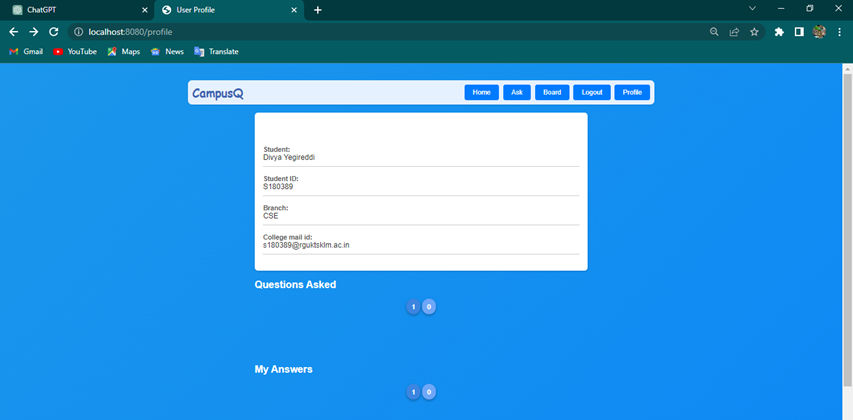 ChatGPT
User Profile
localhost:8080/profile
Gmail
YouTube
Maps
News
Translate
CampusQ
Home
Ask
Board
Logout
Profile
Student:
Divya Yegireddi
Student ID:
S180389
Branch:
CSE
College mail id:
s180389@rguktsklm.ac.in
Questions Asked
1 0
My Answers
1 0